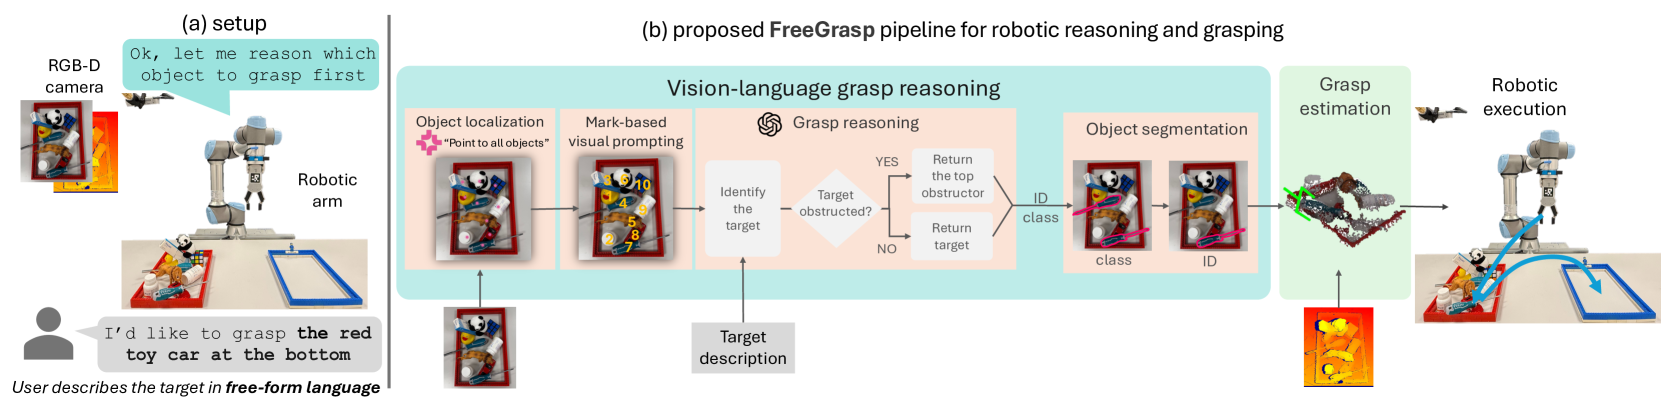 (a) setup
Ok, let me reason which
object to grasp first
RGB-D
camera
Robotic
arm
I'd like to grasp the red
toy car at the bottom
User describes the target in free-form language
(b) proposed FreeGrasp pipeline for robotic reasoning and grasping
Vision-language grasp reasoning
Object localization
"Point to all objects"
Mark-based
visual prompting
10
4
9
5
8
7
Grasp reasoning
Identify
the
target
Target
obstructed?
YES
Return
the top
obstructor
NO
Return
target
ID
class
Object segmentation
class
ID
Target
description
Grasp
estimation
Robotic
execution